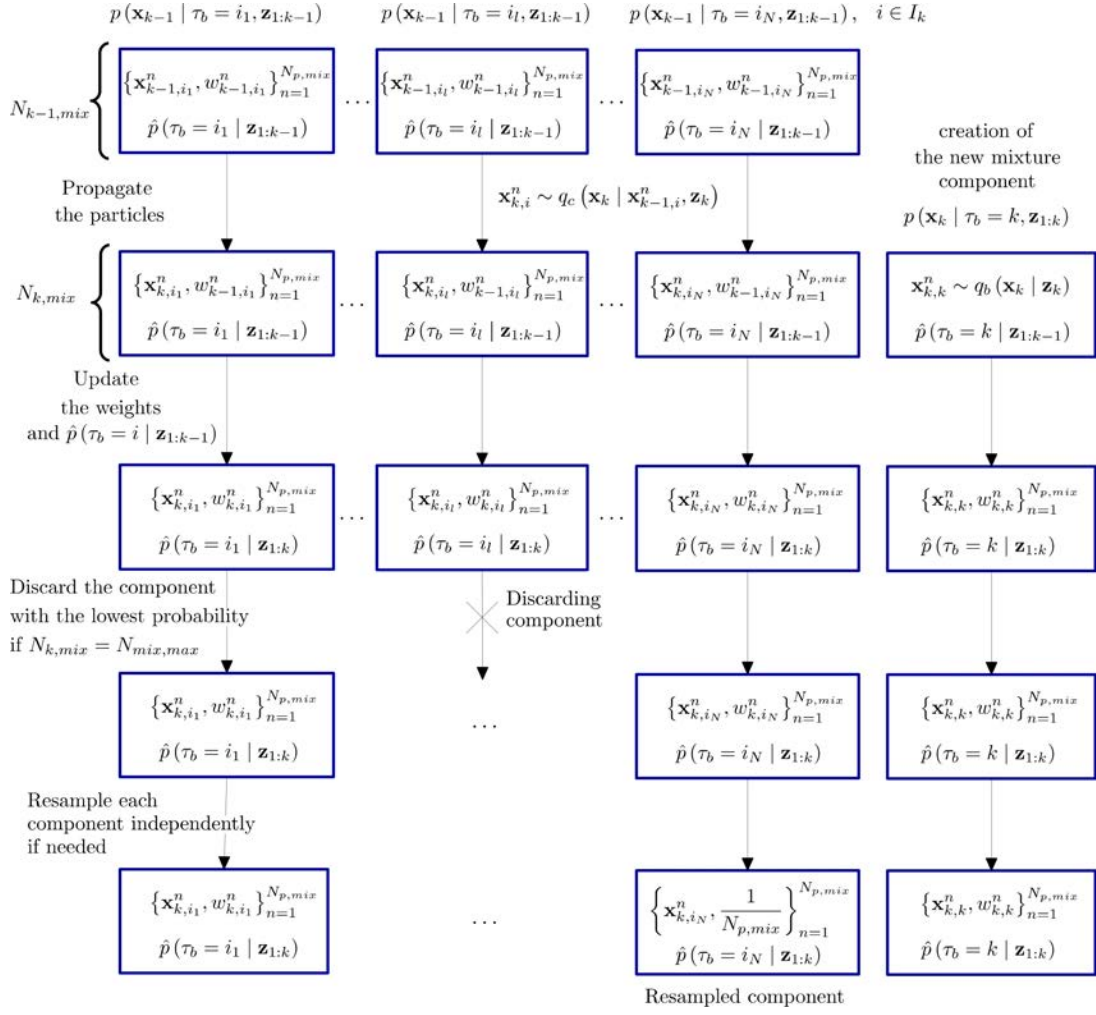 p (x_{k−1} | τ_b = i_1, z_{1:k−1}) p (x_{k−1} | τ_b = i_l, z_{1:k−1}) p (x_{k−1} | τ_b = i_N, z_{1:k−1}) , i ∈ I_k
N_{k−1,mix}
{x^n_{k−1,i_1}, w^n_{k−1,i_1}}^{N_{p,mix}}_{n=1} ... {x^n_{k−1,i_l}, w^n_{k−1,i_l}}^{N_{p,mix}}_{n=1} ... {x^n_{k−1,i_N}, w^n_{k−1,i_N}}^{N_{p,mix}}_{n=1}
p̂ (τ_b = i_1 | z_{1:k−1}) p̂ (τ_b = i_l | z_{1:k−1}) p̂ (τ_b = i_N | z_{1:k−1})
creation of
the new mixture
component
p (x_k | τ_b = k, z_{1:k})
Propagate
the particles
x^n_{k,i} ∼ q_c (x_k | x^n_{k−1,i}, z_k)
N_{k,mix}
{x^n_{k,i_1}, w^n_{k−1,i_1}}^{N_{p,mix}}_{n=1} ... {x^n_{k,i_l}, w^n_{k−1,i_l}}^{N_{p,mix}}_{n=1} ... {x^n_{k,i_N}, w^n_{k−1,i_N}}^{N_{p,mix}}_{n=1} x^n_{k,k} ∼ q_b (x_k | z_k)
p̂ (τ_b = i_1 | z_{1:k−1}) p̂ (τ_b = i_l | z_{1:k−1}) p̂ (τ_b = i_N | z_{1:k−1}) p̂ (τ_b = k | z_{1:k−1})
Update
the weights
and p̂ (τ_b = i | z_{1:k−1})
{x^n_{k,i_1}, w^n_{k,i_1}}^{N_{p,mix}}_{n=1} ... {x^n_{k,i_l}, w^n_{k,i_l}}^{N_{p,mix}}_{n=1} ... {x^n_{k,i_N}, w^n_{k,i_N}}^{N_{p,mix}}_{n=1} {x^n_{k,k}, w^n_{k,k}}^{N_{p,mix}}_{n=1}
p̂ (τ_b = i_1 | z_{1:k}) p̂ (τ_b = i_l | z_{1:k}) p̂ (τ_b = i_N | z_{1:k}) p̂ (τ_b = k | z_{1:k})
Discard the component
with the lowest probability
if N_{k,mix} = N_{mix,max}
Discarding
component
{x^n_{k,i_1}, w^n_{k,i_1}}^{N_{p,mix}}_{n=1} ... {x^n_{k,i_N}, w^n_{k,i_N}}^{N_{p,mix}}_{n=1} {x^n_{k,k}, w^n_{k,k}}^{N_{p,mix}}_{n=1}
p̂ (τ_b = i_1 | z_{1:k}) p̂ (τ_b = i_N | z_{1:k}) p̂ (τ_b = k | z_{1:k})
Resample each
component independently
if needed
{x^n_{k,i_1}, w^n_{k,i_1}}^{N_{p,mix}}_{n=1} ... {x^n_{k,i_N}, 1/N_{p,mix}}^{N_{p,mix}}_{n=1} {x^n_{k,k}, w^n_{k,k}}^{N_{p,mix}}_{n=1}
p̂ (τ_b = i_1 | z_{1:k}) p̂ (τ_b = i_N | z_{1:k}) p̂ (τ_b = k | z_{1:k})
Resampled component